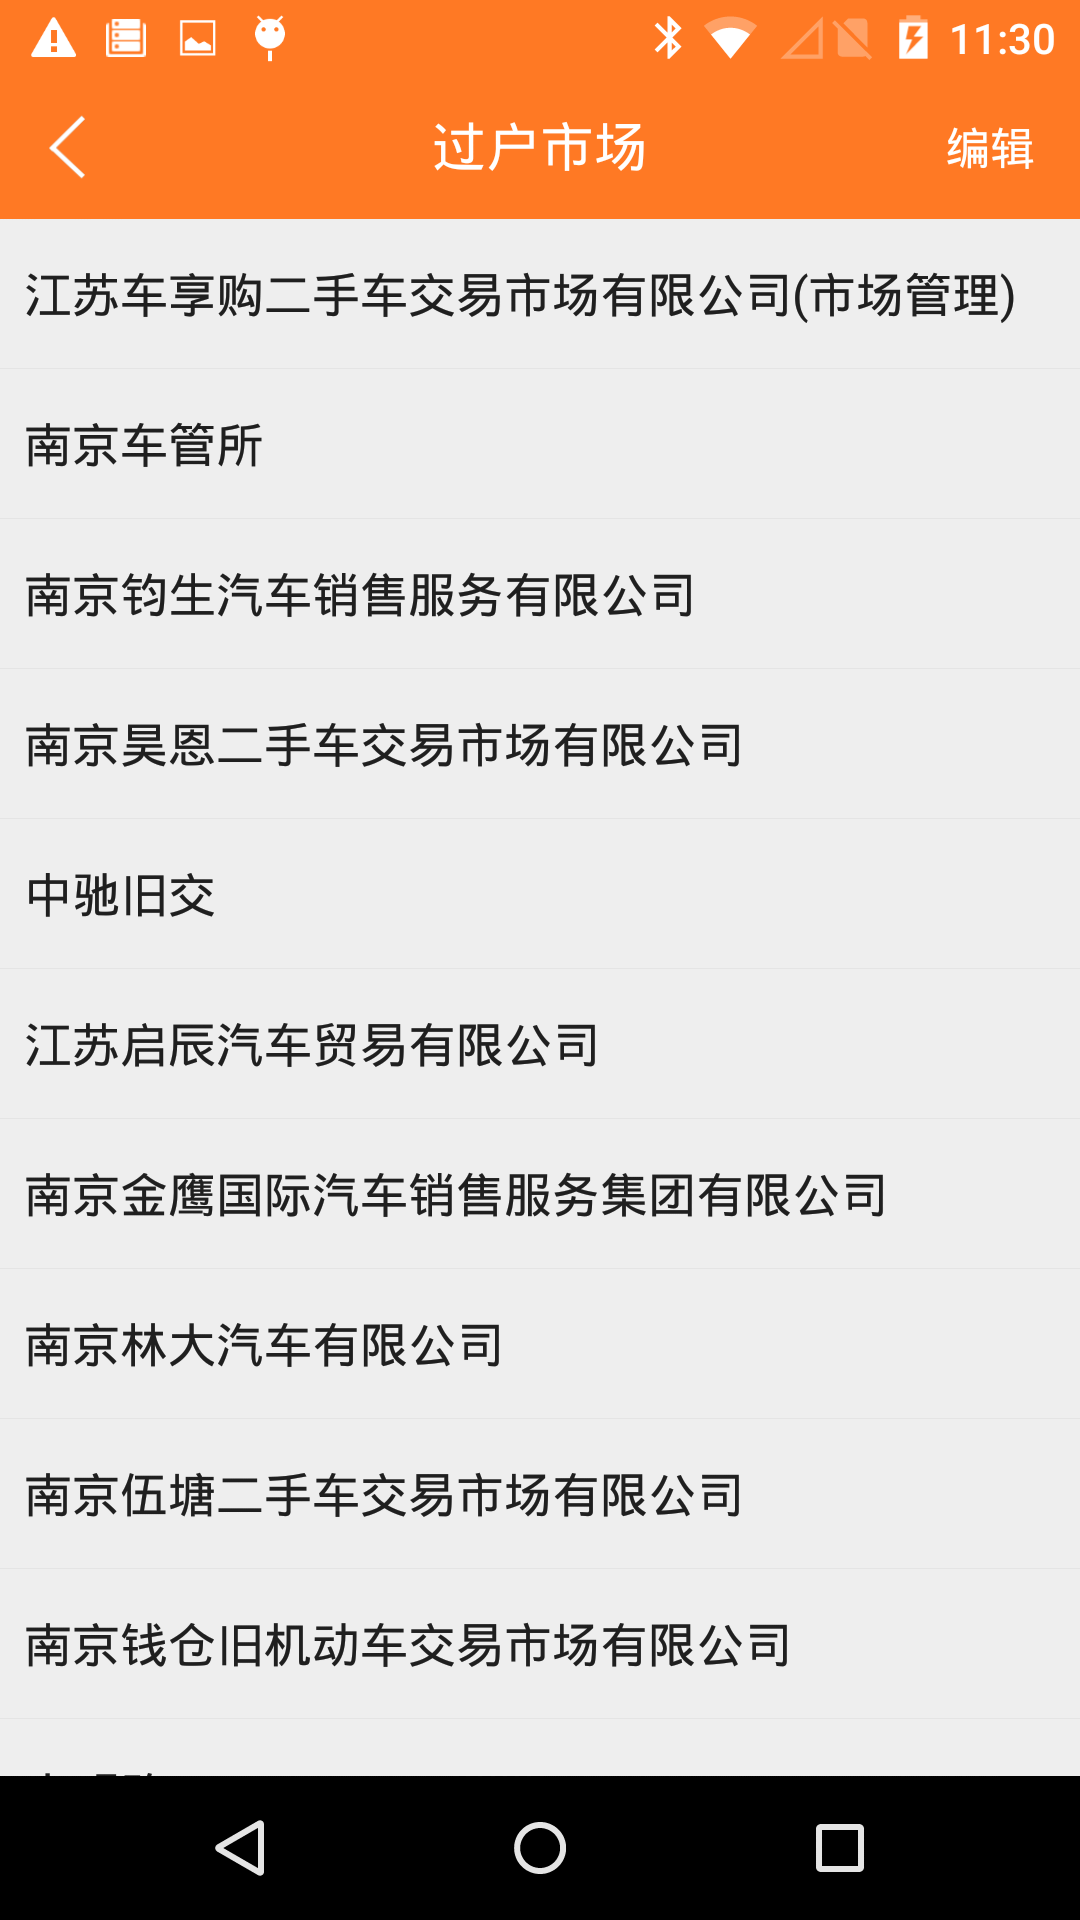 11:30
过户市场
编辑
江苏车享购二手车交易市场有限公司(市场管理)
南京车管所
南京钧生汽车销售服务有限公司
南京昊恩二手车交易市场有限公司
中驰旧交
江苏启辰汽车贸易有限公司
南京金鹰国际汽车销售服务集团有限公司
南京林大汽车有限公司
南京伍塘二手车交易市场有限公司
南京钱仓旧机动车交易市场有限公司